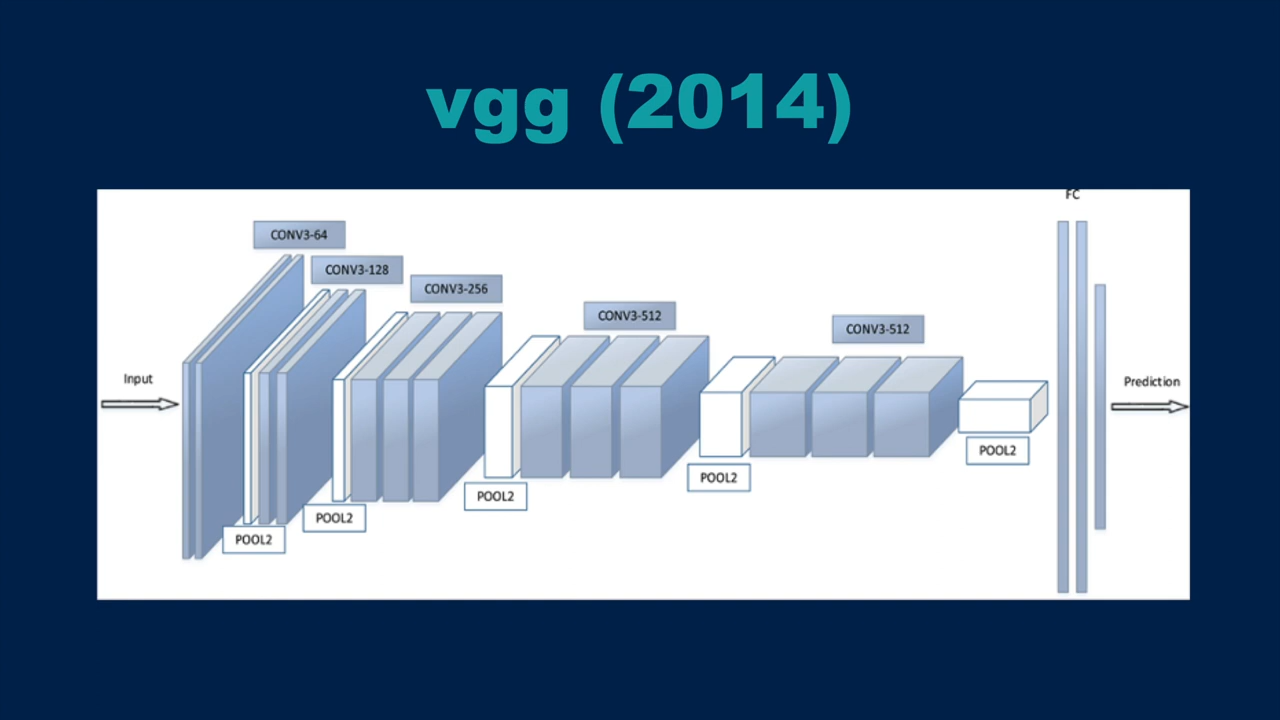 vgg (2014)
FC
CONV3-64
CONV3-128
CONV3-256
CONV3-512
CONV3-512
Input
Prediction
POOL2
POOL2
POOL2
POOL2
POOL2